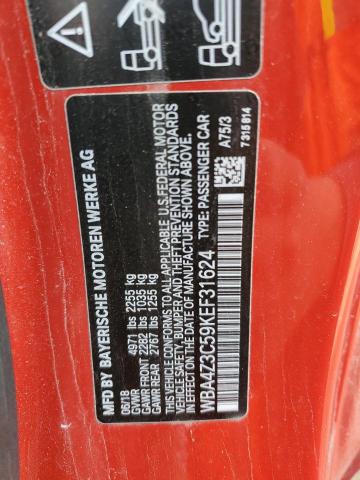 MFD BY BAYERISCHE MOTOREN WERKE AG
06/18
GVWR 4971 lbs 2255 kg
GAWR FRONT 2282 lbs 1035 kg
GAWR REAR 2767 lbs 1255 kg
THIS VEHICLE CONFORMS TO ALL APPLICABLE U.S. FEDERAL MOTOR
VEHICLE SAFETY, BUMPER AND THEFT PREVENTION STANDARDS
IN EFFECT ON THE DATE OF MANUFACTURE SHOWN ABOVE.
WBA4Z3C59KEF31624 TYPE: PASSENGER CAR
A75/3
7 315 814